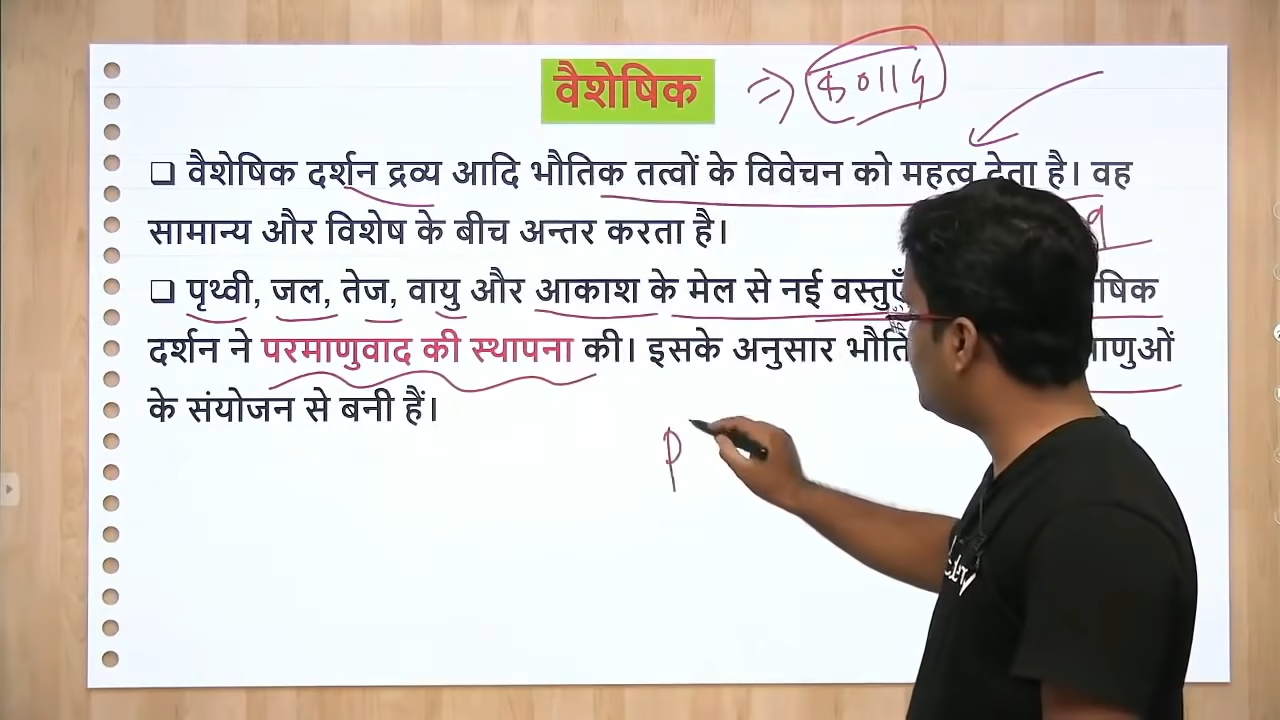 वैशेषिक
❑ वैशेषिक दर्शन द्रव्य आदि भौतिक तत्वों के विवेचन को महत्व देता है। वह
सामान्य और विशेष के बीच अन्तर करता है।
❑ पृथ्वी, जल, तेज, वायु और आकाश के मेल से नई वस्तुएँ
दर्शन ने परमाणुवाद की स्थापना की। इसके अनुसार
के संयोजन से बनी हैं।
P